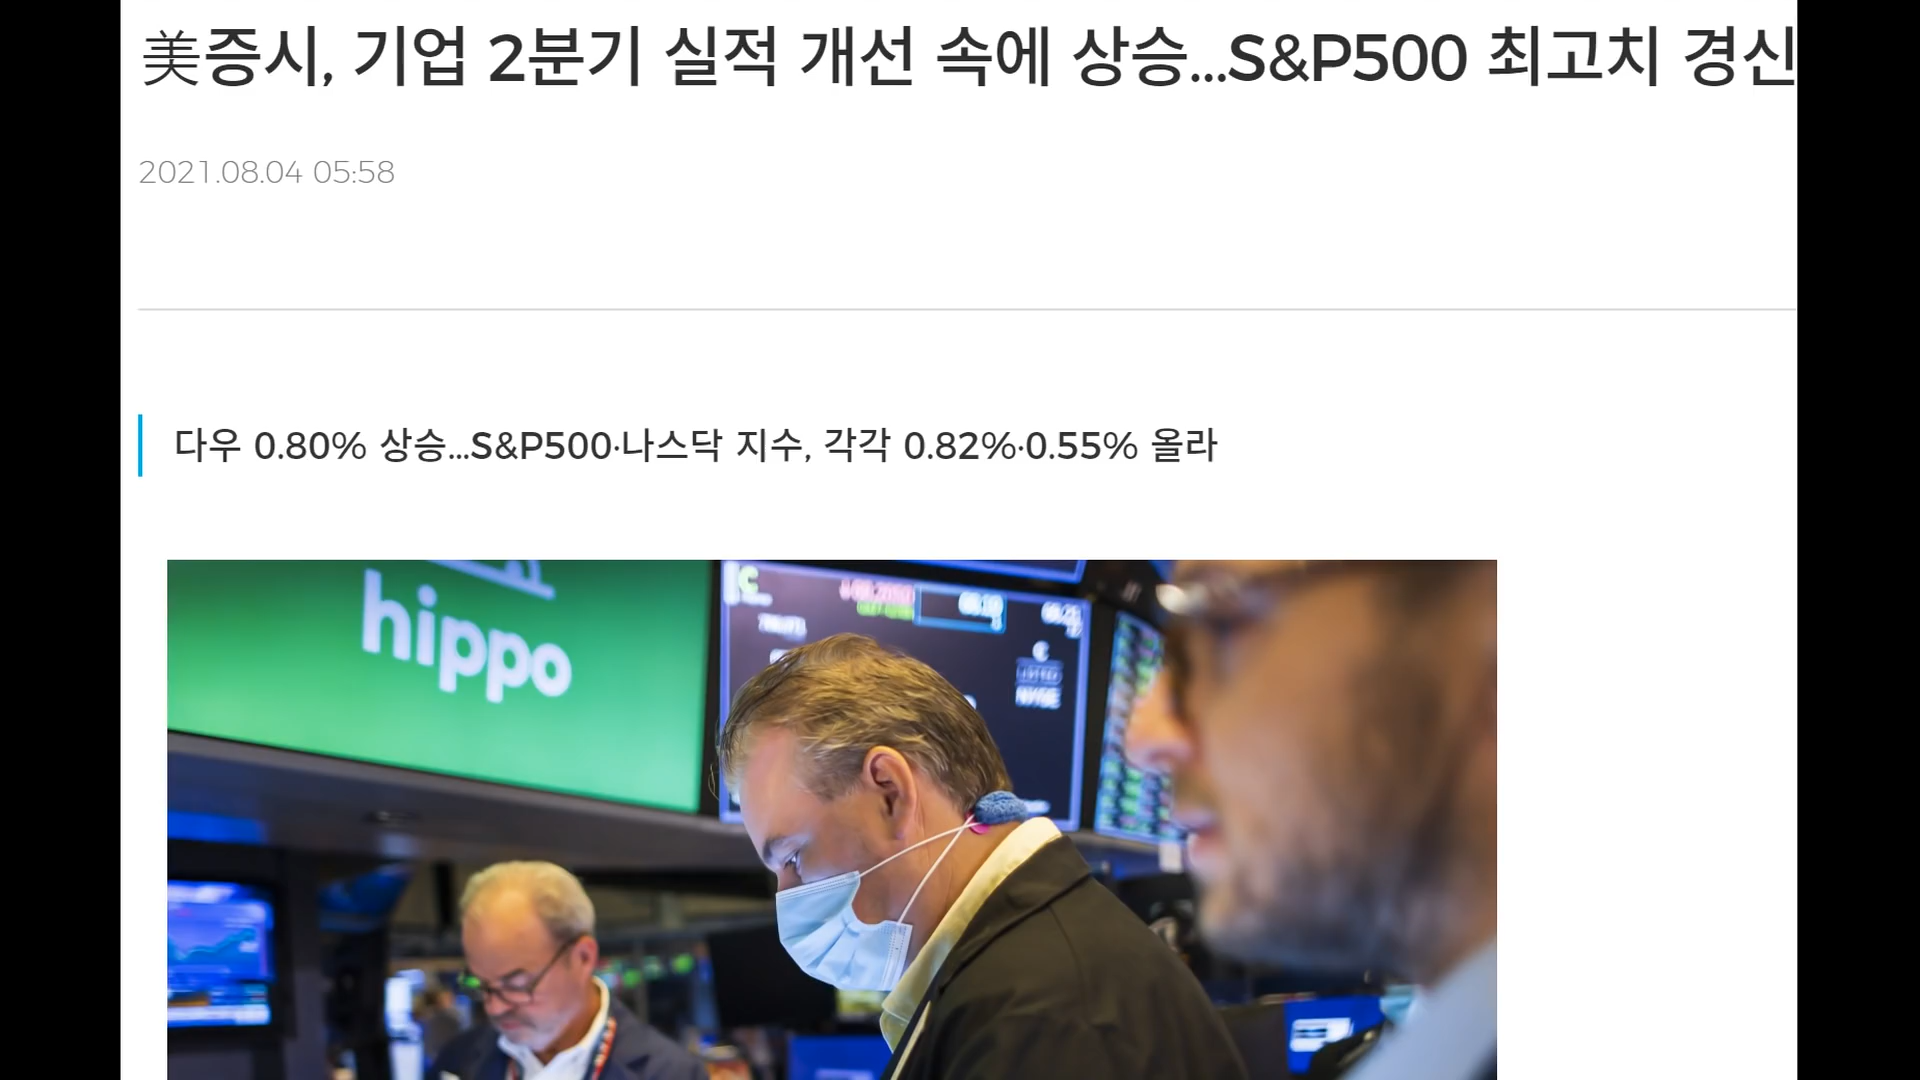 美증시, 기업 2분기 실적 개선 속에 상승...S&P500 최고치 경신
2021.08.04 05:58
다우 0.80% 상승...S&P500·나스닥 지수, 각각 0.82%·0.55% 올라
hippo
LISTED
NYSE